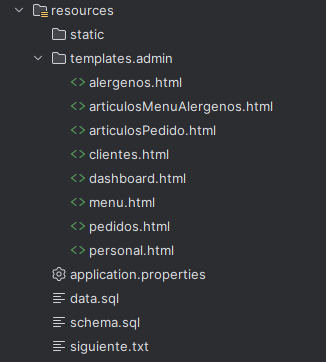 resources
static
templates.admin
<> alergenos.html
<> articulosMenuAlergenos.html
<> articulosPedido.html
<> clientes.html
<> dashboard.html
<> menu.html
<> pedidos.html
<> personal.html
application.properties
data.sql
schema.sql
siguiente.txt